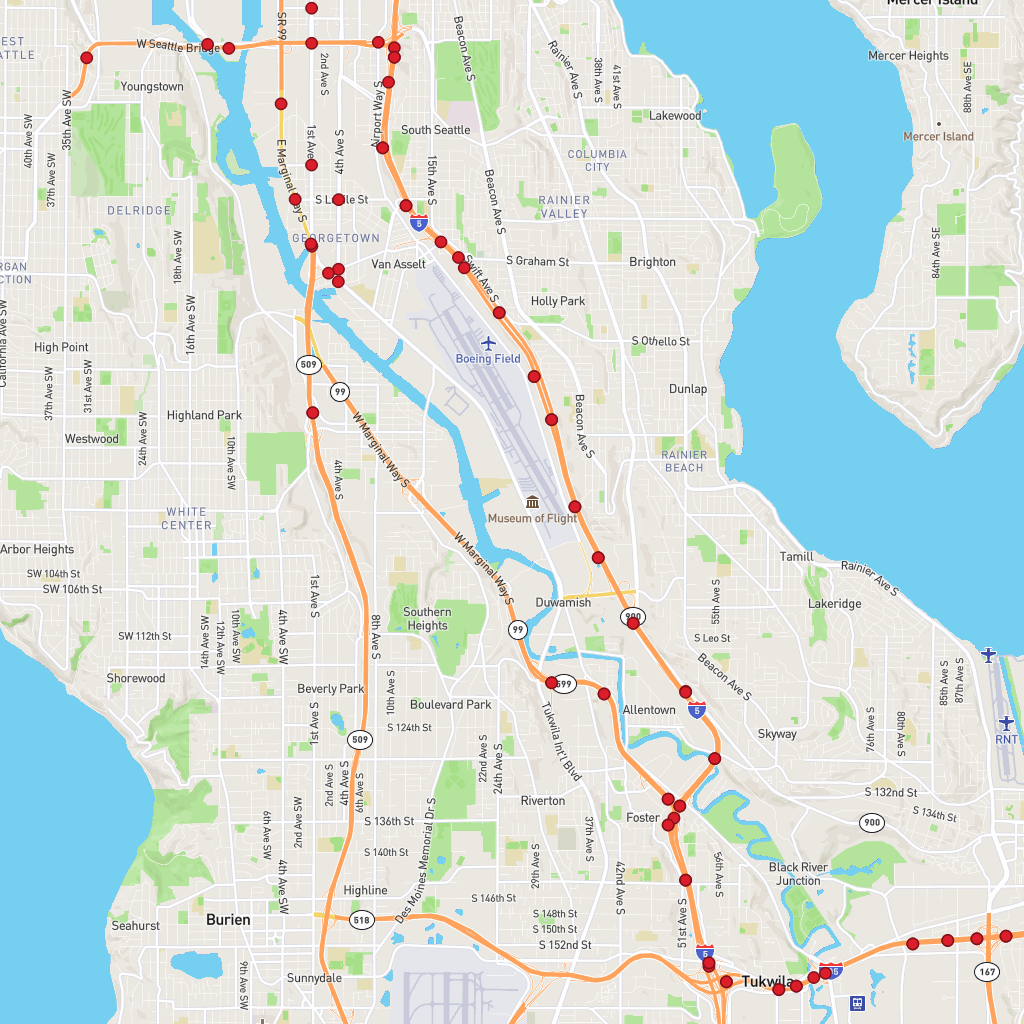 Mercer Island
EST
ATTLE
W Seattle Bridge
SR 99
2nd Ave S
Beacon Ave S
Rainier Ave S
38th Ave S
41st Ave S
Mercer Heights
88th Ave SE
Youngstown
35th Ave SW
40th Ave SW
37th Ave SW
Airport Way S
South Seattle
Lakewood
Mercer Island
1st Ave
4th Ave S
15th Ave S
COLUMBIA
CITY
E Marginal Way S
Beacon Ave S
DELRIDGE
RAINIER
VALLEY
5
GEORGETOWN
18th Ave SW
84th Ave SE
RGAN
CTION
Van Asselt
Swift Ave S
S Graham St
Brighton
Holly Park
16th Ave SW
California Ave SW
High Point
Boeing Field
S Othello St
509
99
37th Ave SW
31st Ave SW
Dunlap
Highland Park
24th Ave SW
Westwood
10th Ave SW
W Marginal Way S
Beacon Ave S
4th Ave S
RAINIER
BEACH
WHITE
CENTER
Museum of Flight
Arbor Heights
SW 104th St
SW 106th St
W Marginal Way S
Tamill
Rainier Ave S
1st Ave S
Duwamish
55th Ave S
Lakeridge
Southern
Heights
900
99
SW 112th St
14th Ave SW
12th Ave SW
10th Ave SW
4th Ave SW
8th Ave S
S Leo St
Beacon Ave S
Shorewood
Beverly Park
10th Ave S
Boulevard Park
599
Allentown
5
85th Ave S
87th Ave S
1st Ave S
S 124th St
Tukwila Int'l Blvd
Skyway
76th Ave S
80th Ave S
RNT
509
22nd Ave S
24th Ave S
2nd Ave S
4th Ave S
6th Ave S
Riverton
S 132nd St
S 134th St
900
6th Ave SW
2nd Ave SW
S 136th St
Foster
37th Ave S
S 140th St
Des Moines Memorial Dr S
29th Ave S
42nd Ave S
56th Ave S
Black River
Junction
4th Ave SW
Highline
S 146th St
S 148th St
S 150th St
S 152nd St
51st Ave S
Seahurst
Burien
518
5
Sunnydale
9th Ave SW
Tukwila
167